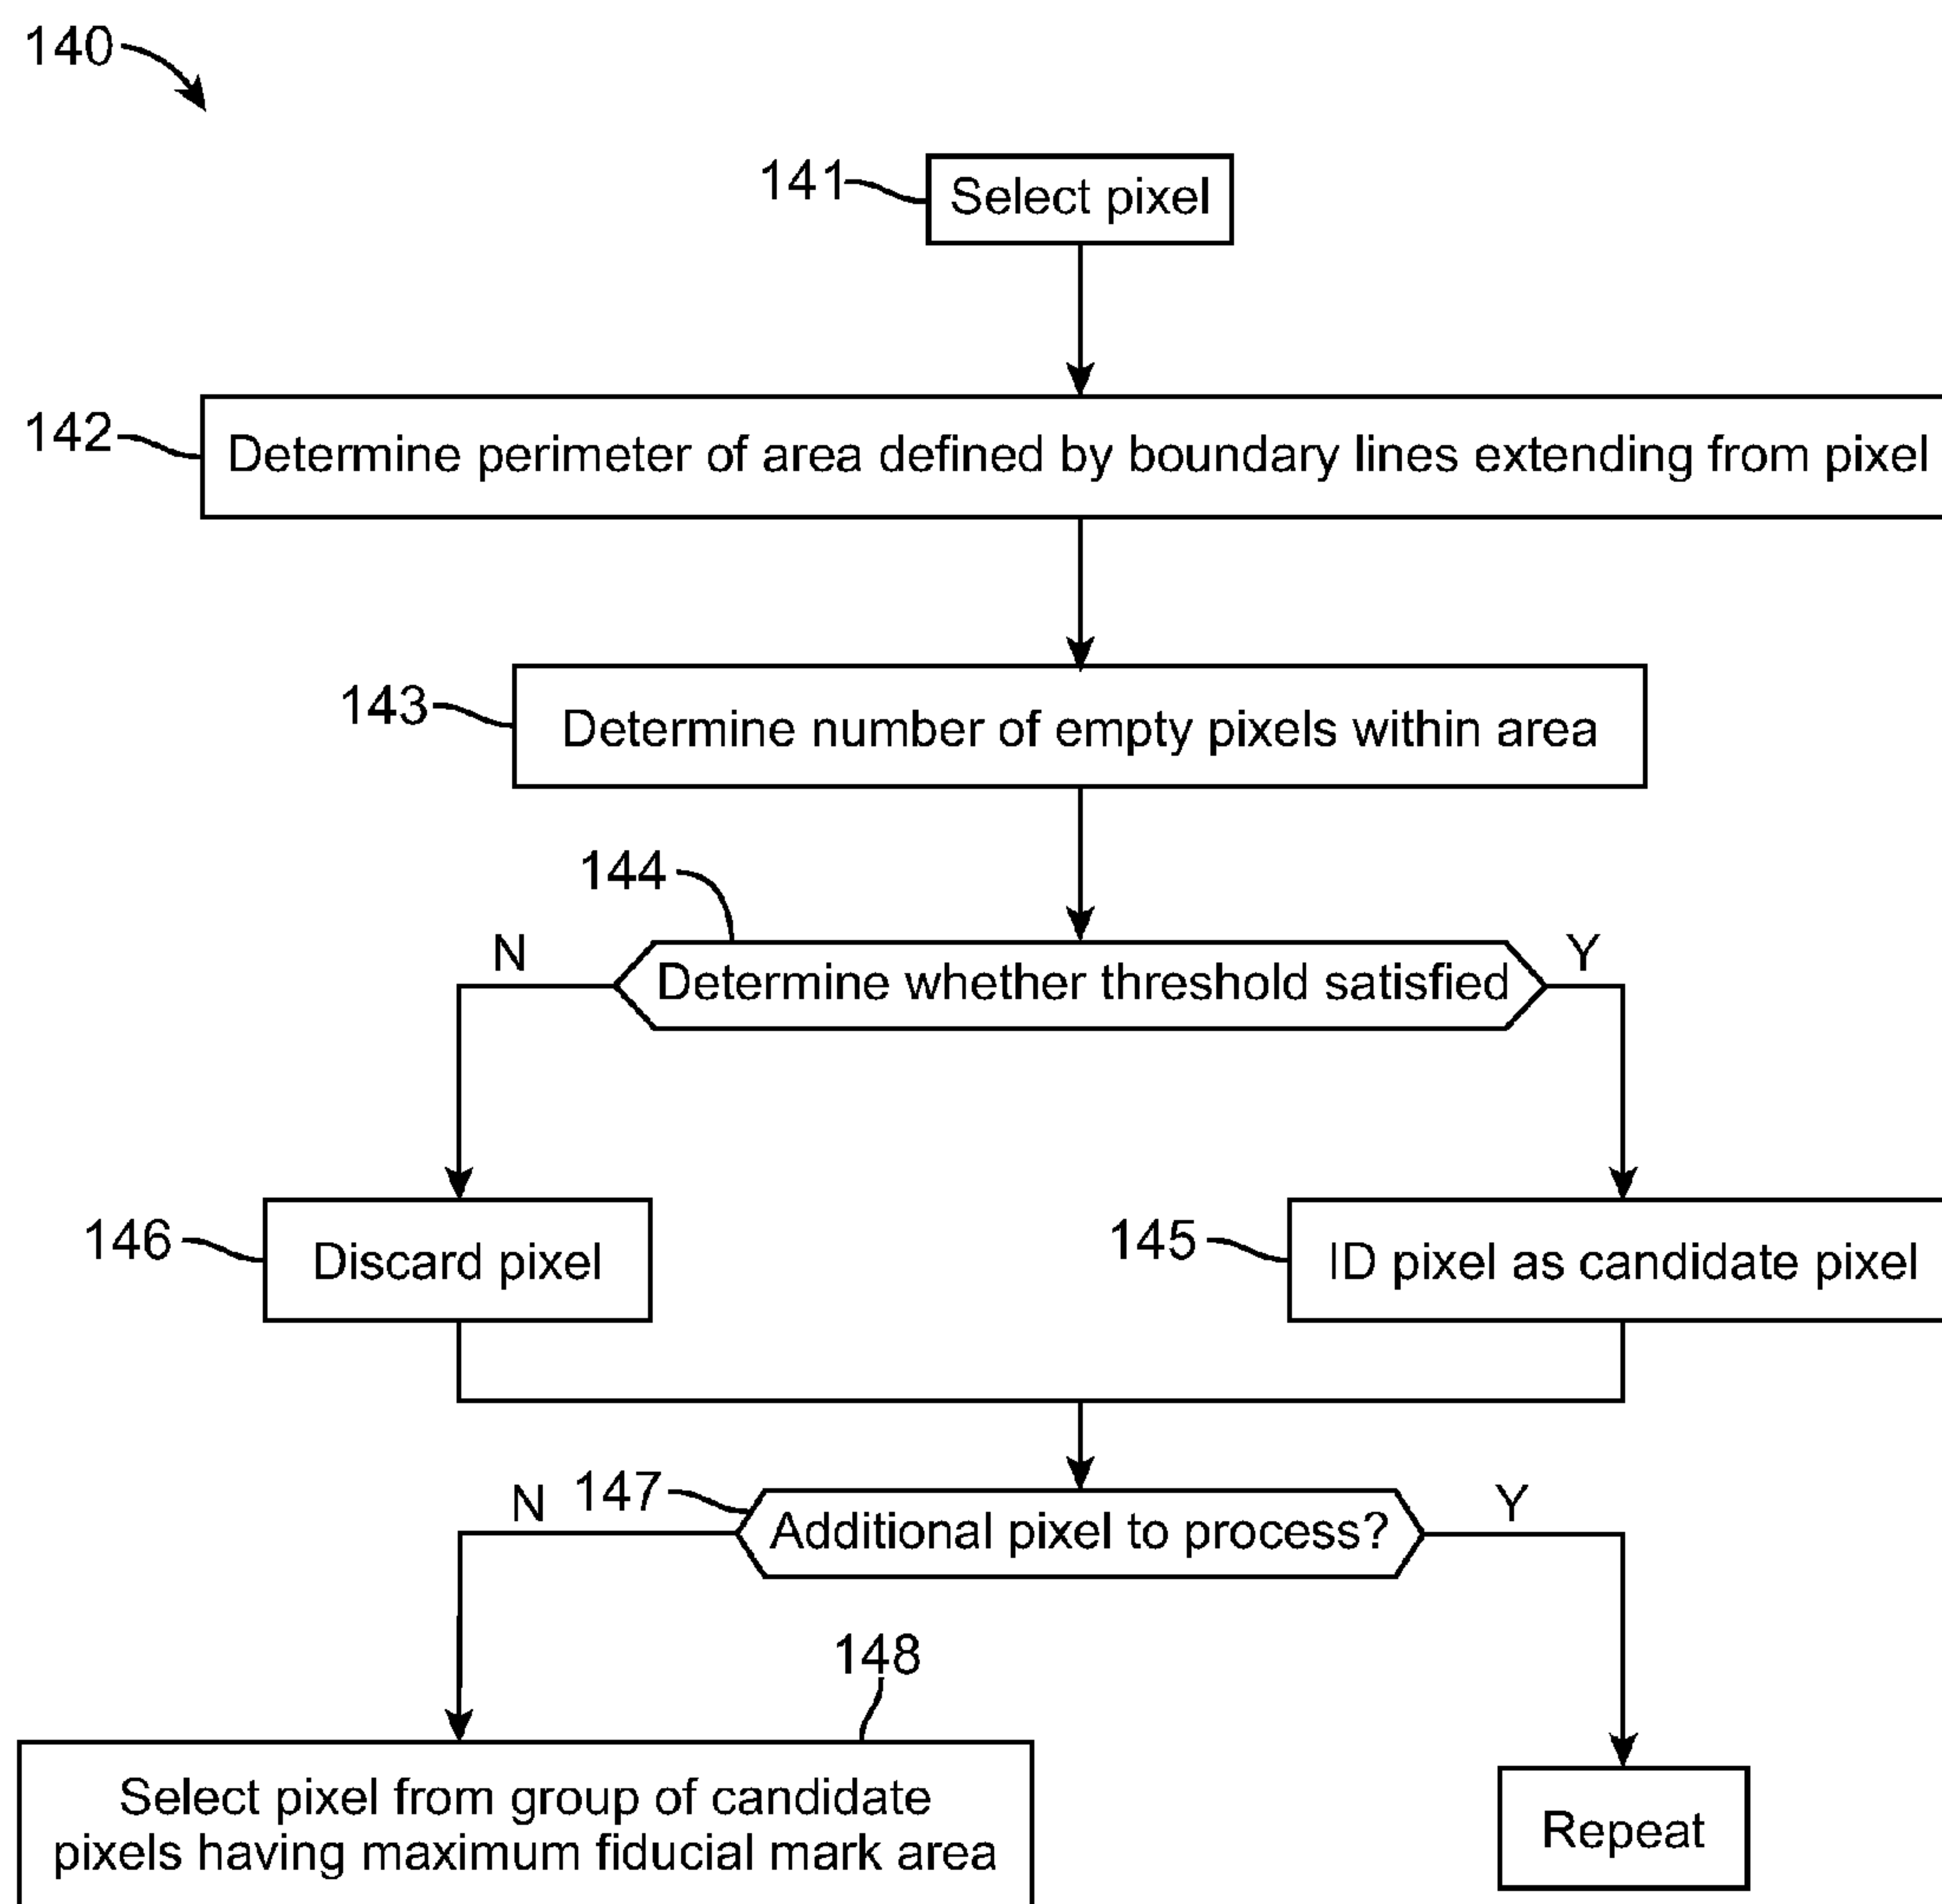 140
141
Select pixel
142
Determine perimeter of area defined by boundary lines extending from pixel
143
Determine number of empty pixels within area
144
N
Determine whether threshold satisfied
Y
146
Discard pixel
145
ID pixel as candidate pixel
N
147
Additional pixel to process?
Y
148
Select pixel from group of candidate
pixels having maximum fiducial mark area
Repeat